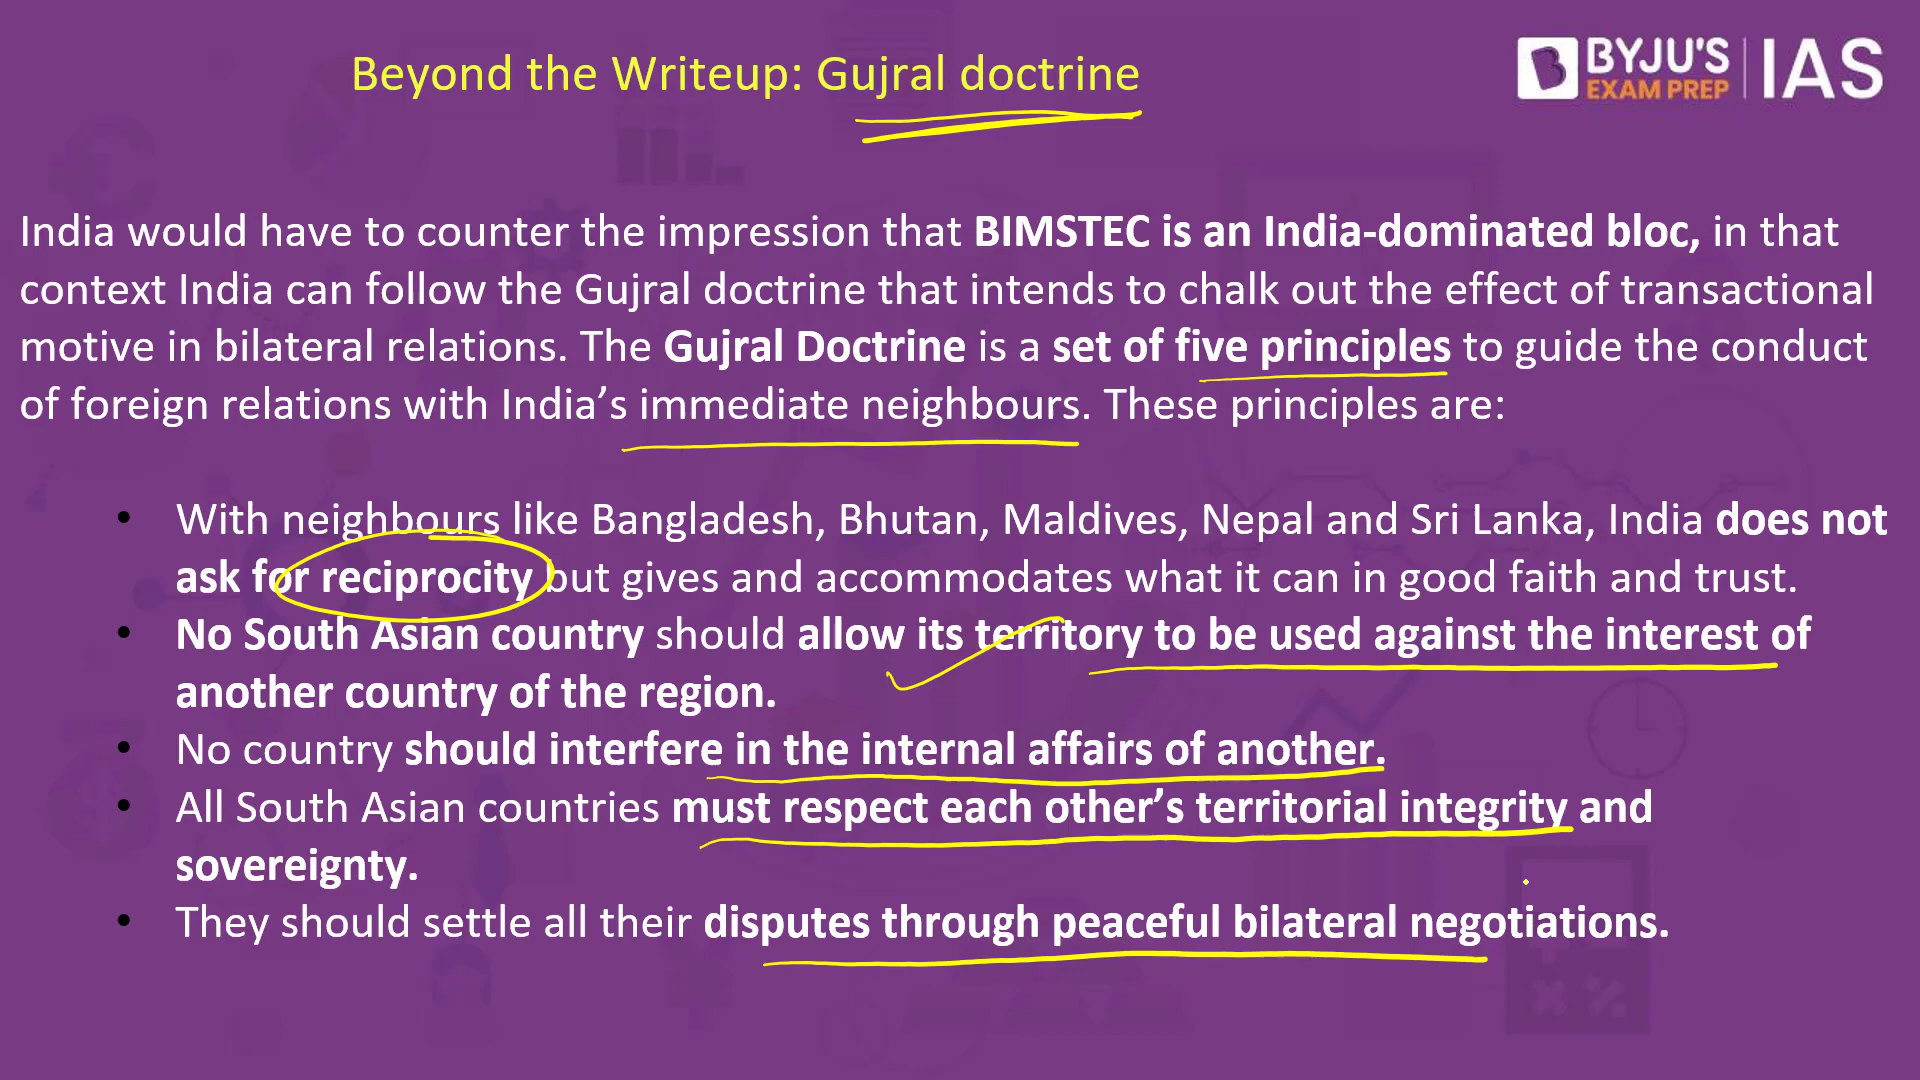 Beyond the Writeup: Gujral doctrine
BYJU'S
EXAM PREP
IAS
India would have to counter the impression that BIMSTEC is an India-dominated bloc, in that
context India can follow the Gujral doctrine that intends to chalk out the effect of transactional
motive in bilateral relations. The Gujral Doctrine is a set of five principles to guide the conduct
of foreign relations with India’s immediate neighbours. These principles are:
• With neighbours like Bangladesh, Bhutan, Maldives, Nepal and Sri Lanka, India does not
ask for reciprocity but gives and accommodates what it can in good faith and trust.
• No South Asian country should allow its territory to be used against the interest of
another country of the region.
• No country should interfere in the internal affairs of another.
• All South Asian countries must respect each other’s territorial integrity and
sovereignty.
• They should settle all their disputes through peaceful bilateral negotiations.